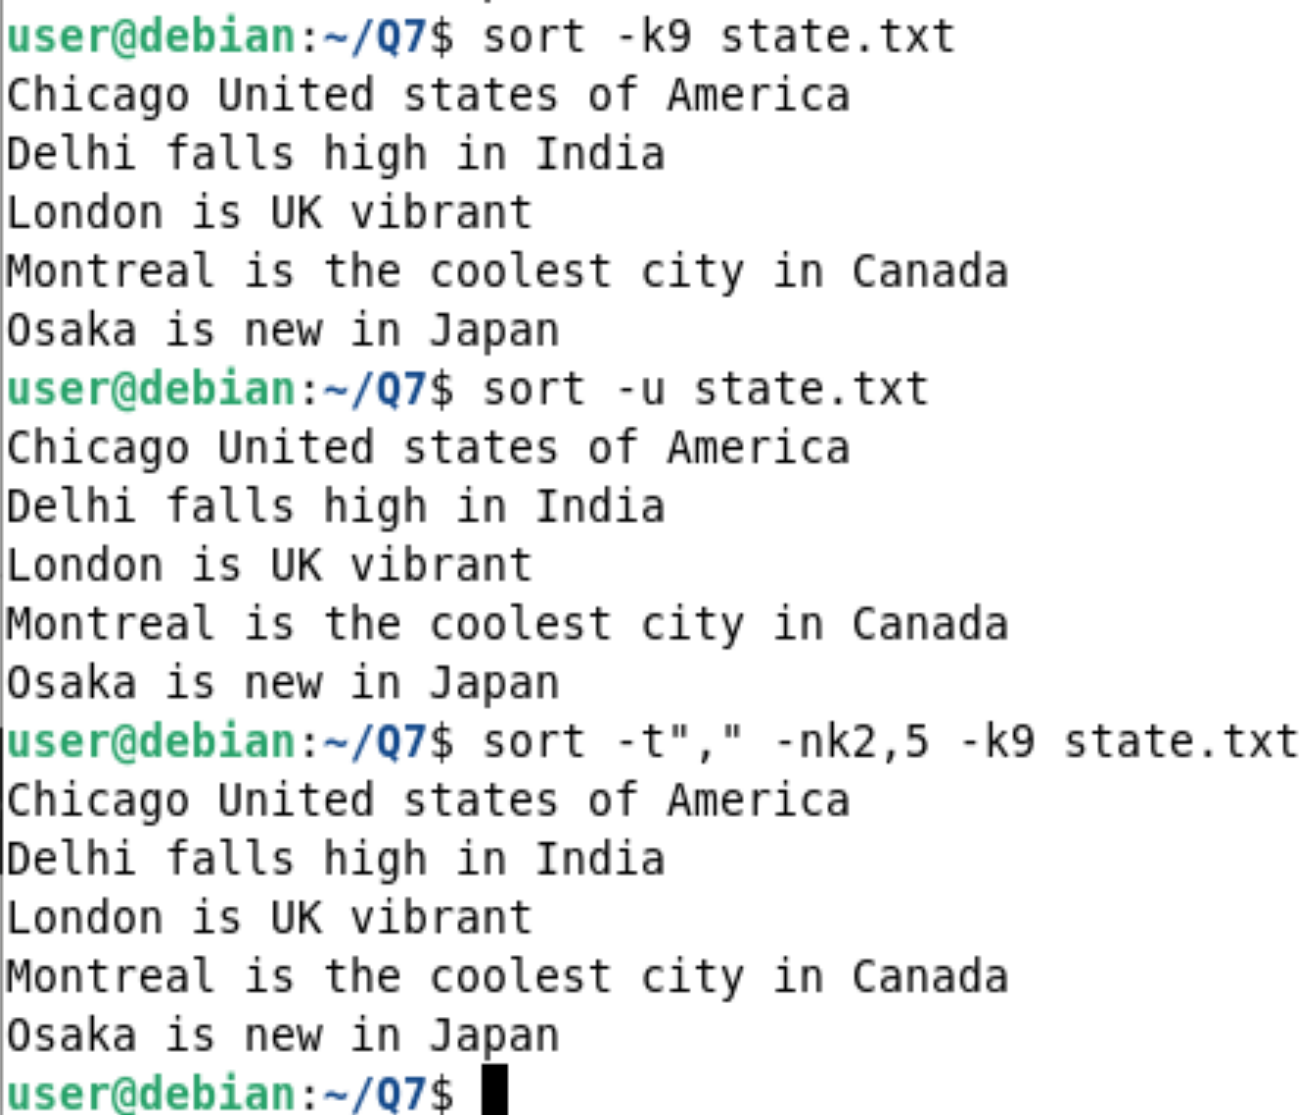 user@debian:~/Q7$ sort -k9 state.txt
Chicago United states of America
Delhi falls high in India
London is UK vibrant
Montreal is the coolest city in Canada
Osaka is new in Japan
user@debian:~/Q7$ sort -u state.txt
Chicago United states of America
Delhi falls high in India
London is UK vibrant
Montreal is the coolest city in Canada
Osaka is new in Japan
user@debian:~/Q7$ sort -t"," -nk2,5 -k9 state.txt
Chicago United states of America
Delhi falls high in India
London is UK vibrant
Montreal is the coolest city in Canada
Osaka is new in Japan
user@debian:~/Q7$